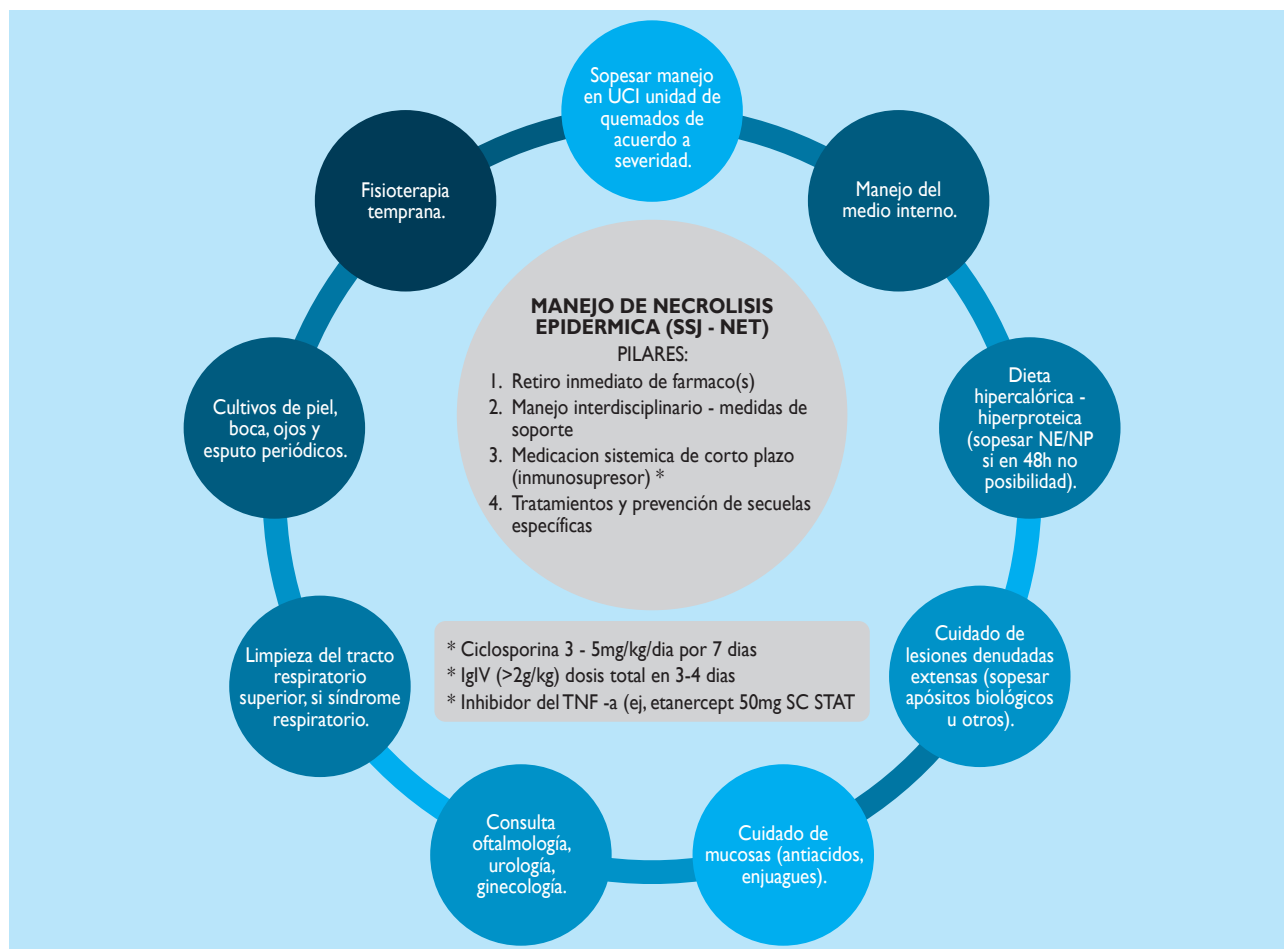 Sopesar manejo
en UCI unidad de
quemados de
acuerdo a
severidad.
Manejo del
medio interno.
Dieta
hipercalórica -
hiperproteica
(sopesar NE/NP
si en 48h no
posibilidad).
Cuidado de
lesiones denudadas
extensas (sopesar
apósitos biológicos
u otros).
Cuidado de
mucosas (antiacidos,
enjuagues).
Consulta
oftalmología,
urología,
ginecología.
Limpieza del tracto
respiratorio
superior, si síndrome
respiratorio.
Cultivos de piel,
boca, ojos y
esputo periódicos.
Fisioterapia
temprana.
MANEJO DE NECROLISIS
EPIDERMICA (SSJ - NET)
PILARES:
1. Retiro inmediato de farmaco(s)
2. Manejo interdisciplinario - medidas de
soporte
3. Medicacion sistemica de corto plazo
(inmunosupresor) *
4. Tratamientos y prevención de secuelas
específicas
* Ciclosporina 3 - 5mg/kg/dia por 7 dias
* IgIV (>2g/kg) dosis total en 3-4 dias
* Inhibidor del TNF -a (ej, etanercept 50mg SC STAT